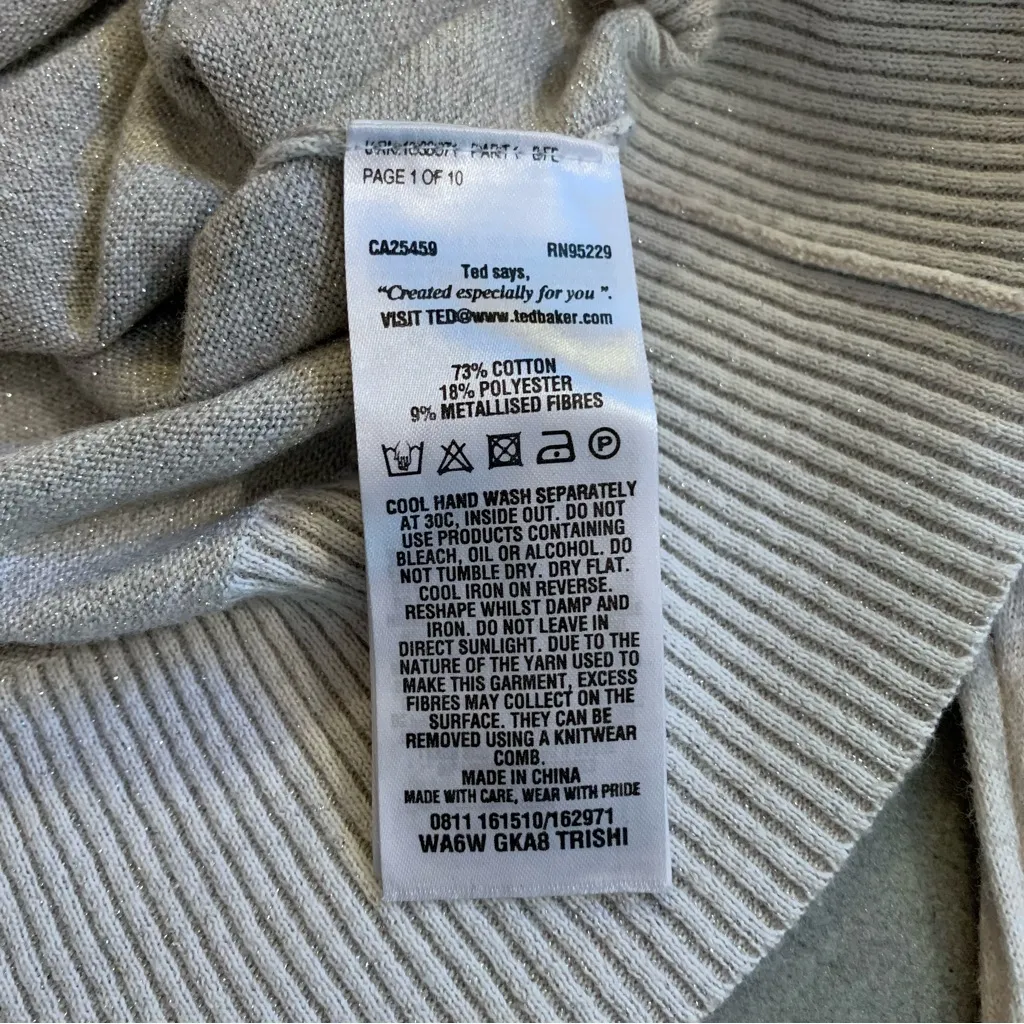 PAGE 1 OF 10
CA25459 RN95229
Ted says,
“Created especially for you ”.
VISIT TED@www.tedbaker.com
73% COTTON
18% POLYESTER
9% METALLISED FIBRES
P
COOL HAND WASH SEPARATELY
AT 30C, INSIDE OUT. DO NOT
USE PRODUCTS CONTAINING
BLEACH, OIL OR ALCOHOL. DO
NOT TUMBLE DRY. DRY FLAT.
COOL IRON ON REVERSE.
RESHAPE WHILST DAMP AND
IRON. DO NOT LEAVE IN
DIRECT SUNLIGHT. DUE TO THE
NATURE OF THE YARN USED TO
MAKE THIS GARMENT, EXCESS
FIBRES MAY COLLECT ON THE
SURFACE. THEY CAN BE
REMOVED USING A KNITWEAR
COMB.
MADE IN CHINA
MADE WITH CARE, WEAR WITH PRIDE
0811 161510/162971
WA6W GKA8 TRISHI